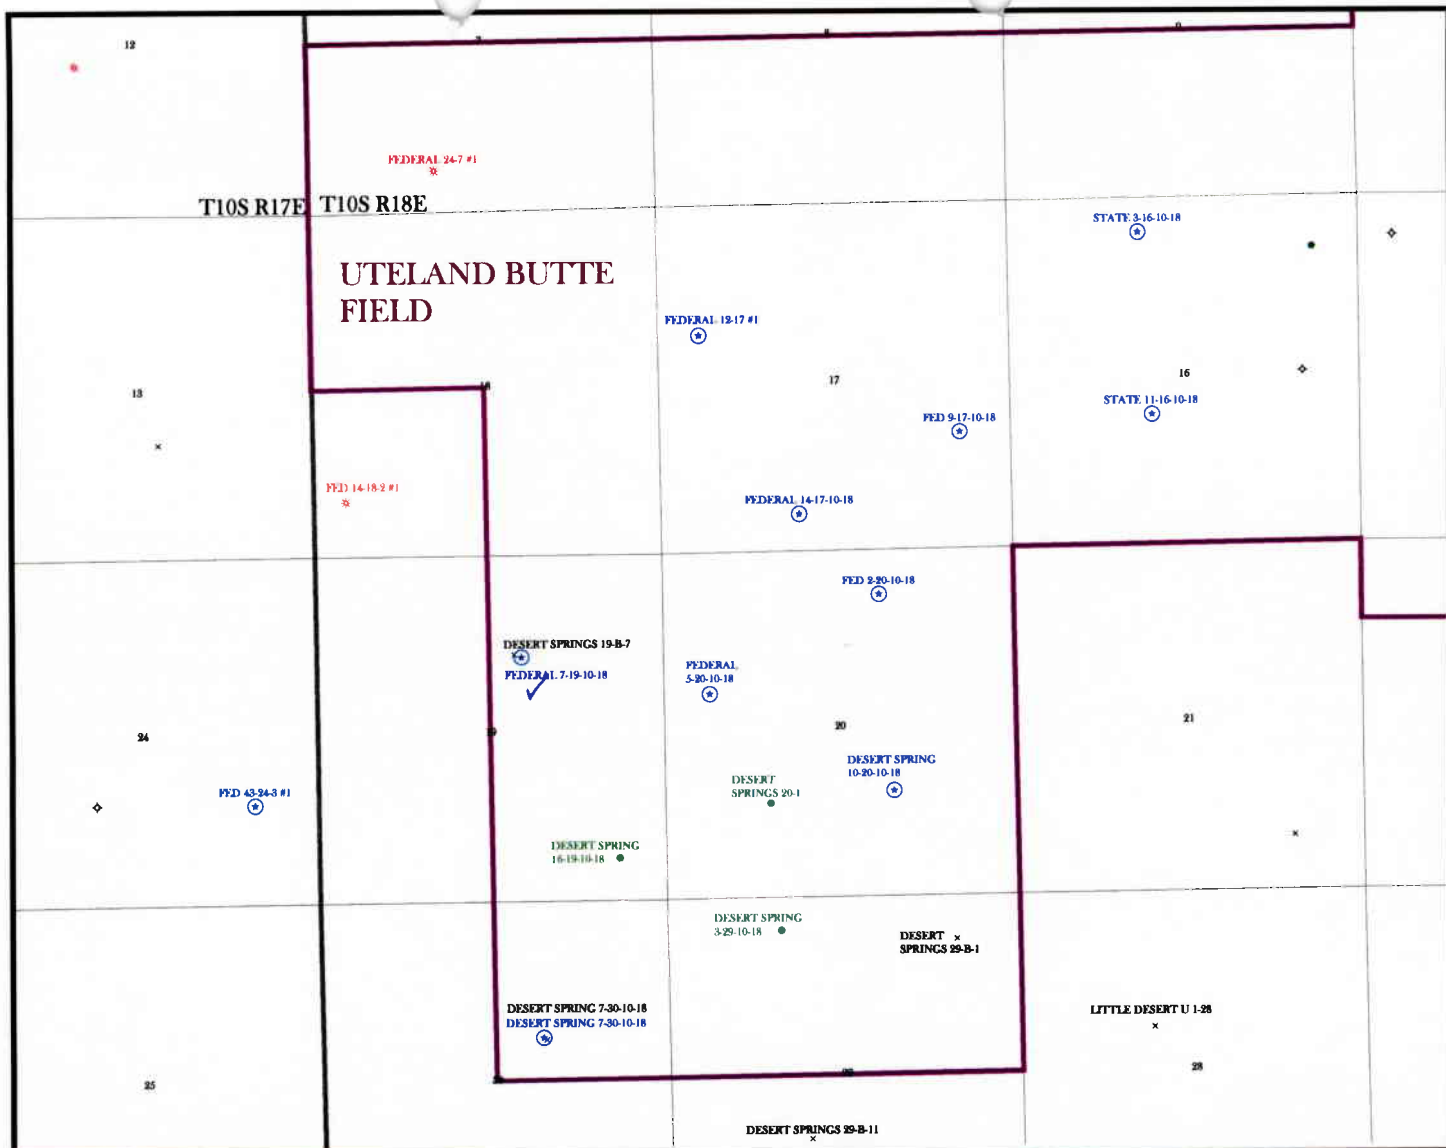 12
7
8
9
FEDERAL 24-7 #1
T10S R17E T10S R18E
STATE 3-16-10-18
UTELAND BUTTE
FIELD
FEDERAL 12-17 #1
13
18
17
16
STATE 11-16-10-18
FED 9-17-10-18
FED 14-18-2 #1
FEDERAL 14-17-10-18
FED 2-20-10-18
DESERT SPRINGS 19-B-7
FEDERAL 7-19-10-18
FEDERAL
5-20-10-18
24
19
20
21
DESERT SPRING
10-20-10-18
FED 43-24-3 #1
DESERT
SPRINGS 20-1
DESERT SPRING
16-19-10-18
DESERT SPRING
3-29-10-18
DESERT
SPRINGS 29-B-1
DESERT SPRING 7-30-10-18
DESERT SPRING 7-30-10-18
LITTLE DESERT U 1-28
25
28
DESERT SPRINGS 29-B-11